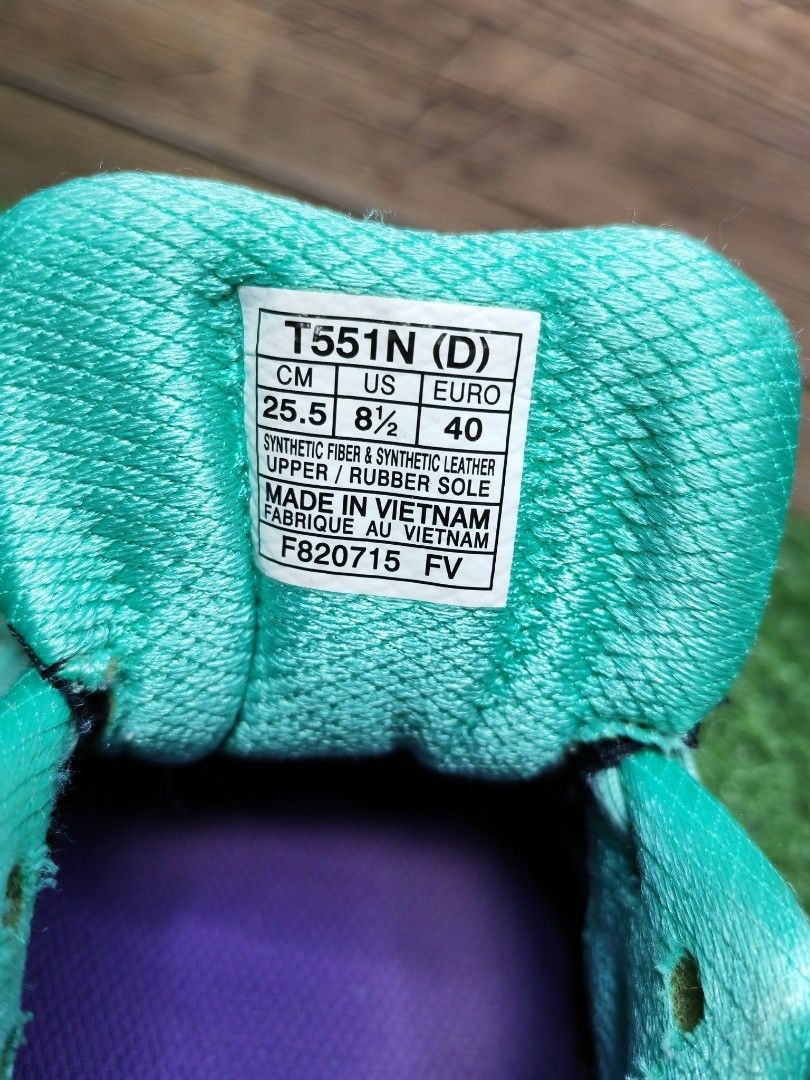 T551N (D)
CM US EURO
25.5 8½ 40
SYNTHETIC FIBER & SYNTHETIC LEATHER
UPPER / RUBBER SOLE
MADE IN VIETNAM
FABRIQUE AU VIETNAM
F820715 FV